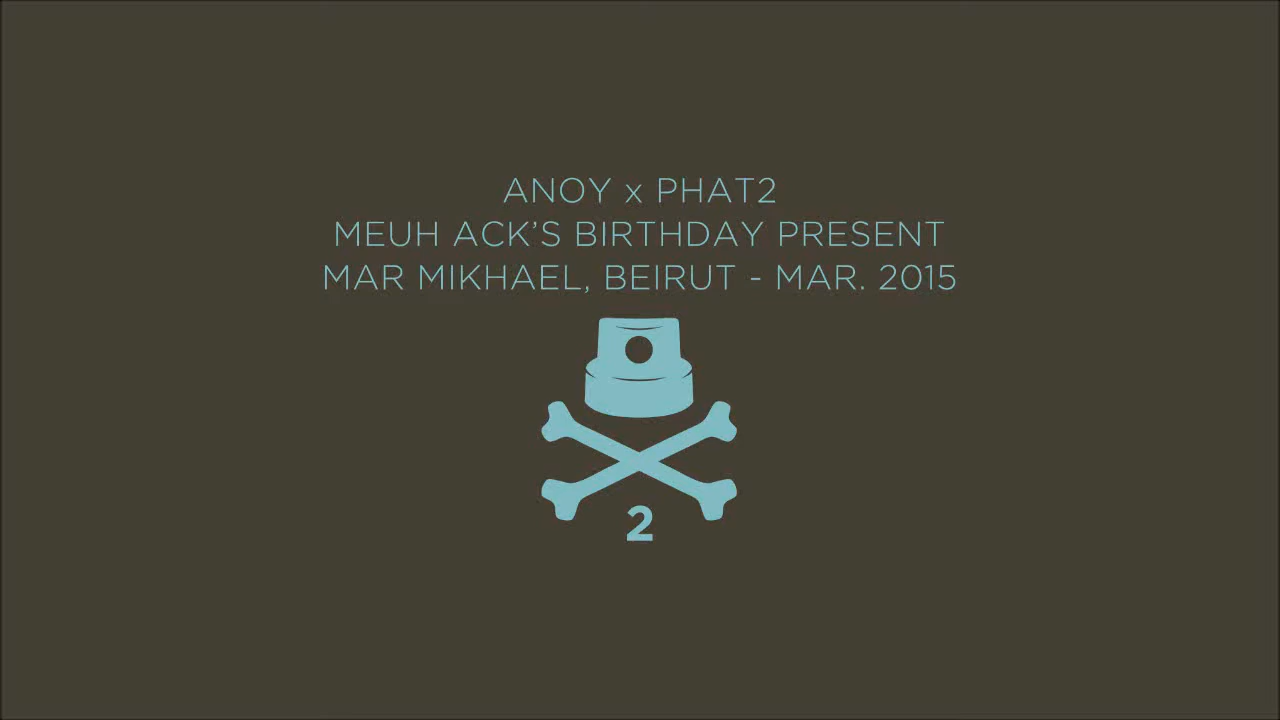 ANOY x PHAT2
MEUH ACK’S BIRTHDAY PRESENT
MAR MIKHAEL, BEIRUT - MAR. 2015
2